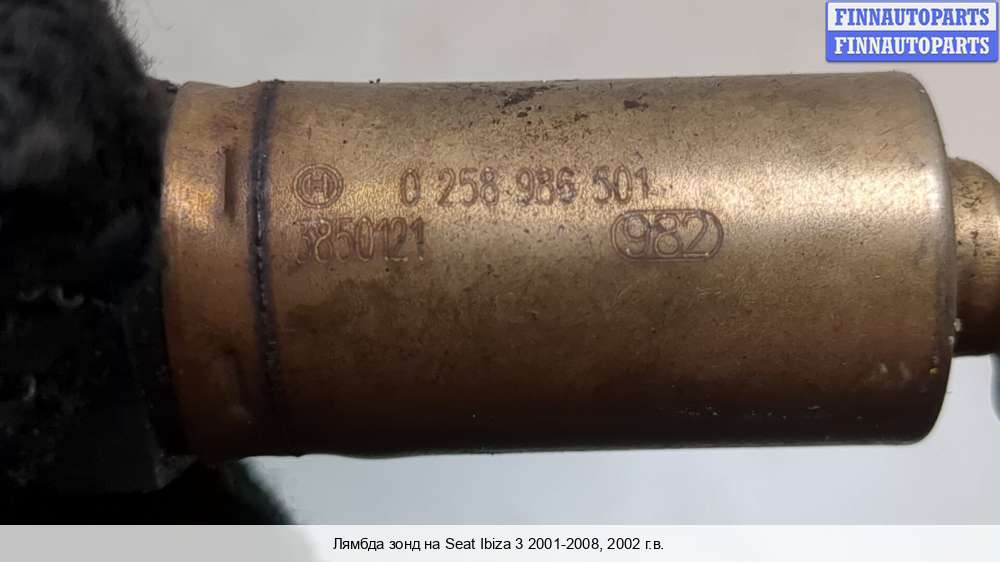 FINNAUTOPARTS
FINNAUTOPARTS
0 258 986 501
3850121 982
Лямбда зонд на Seat Ibiza 3 2001-2008, 2002 г.в.